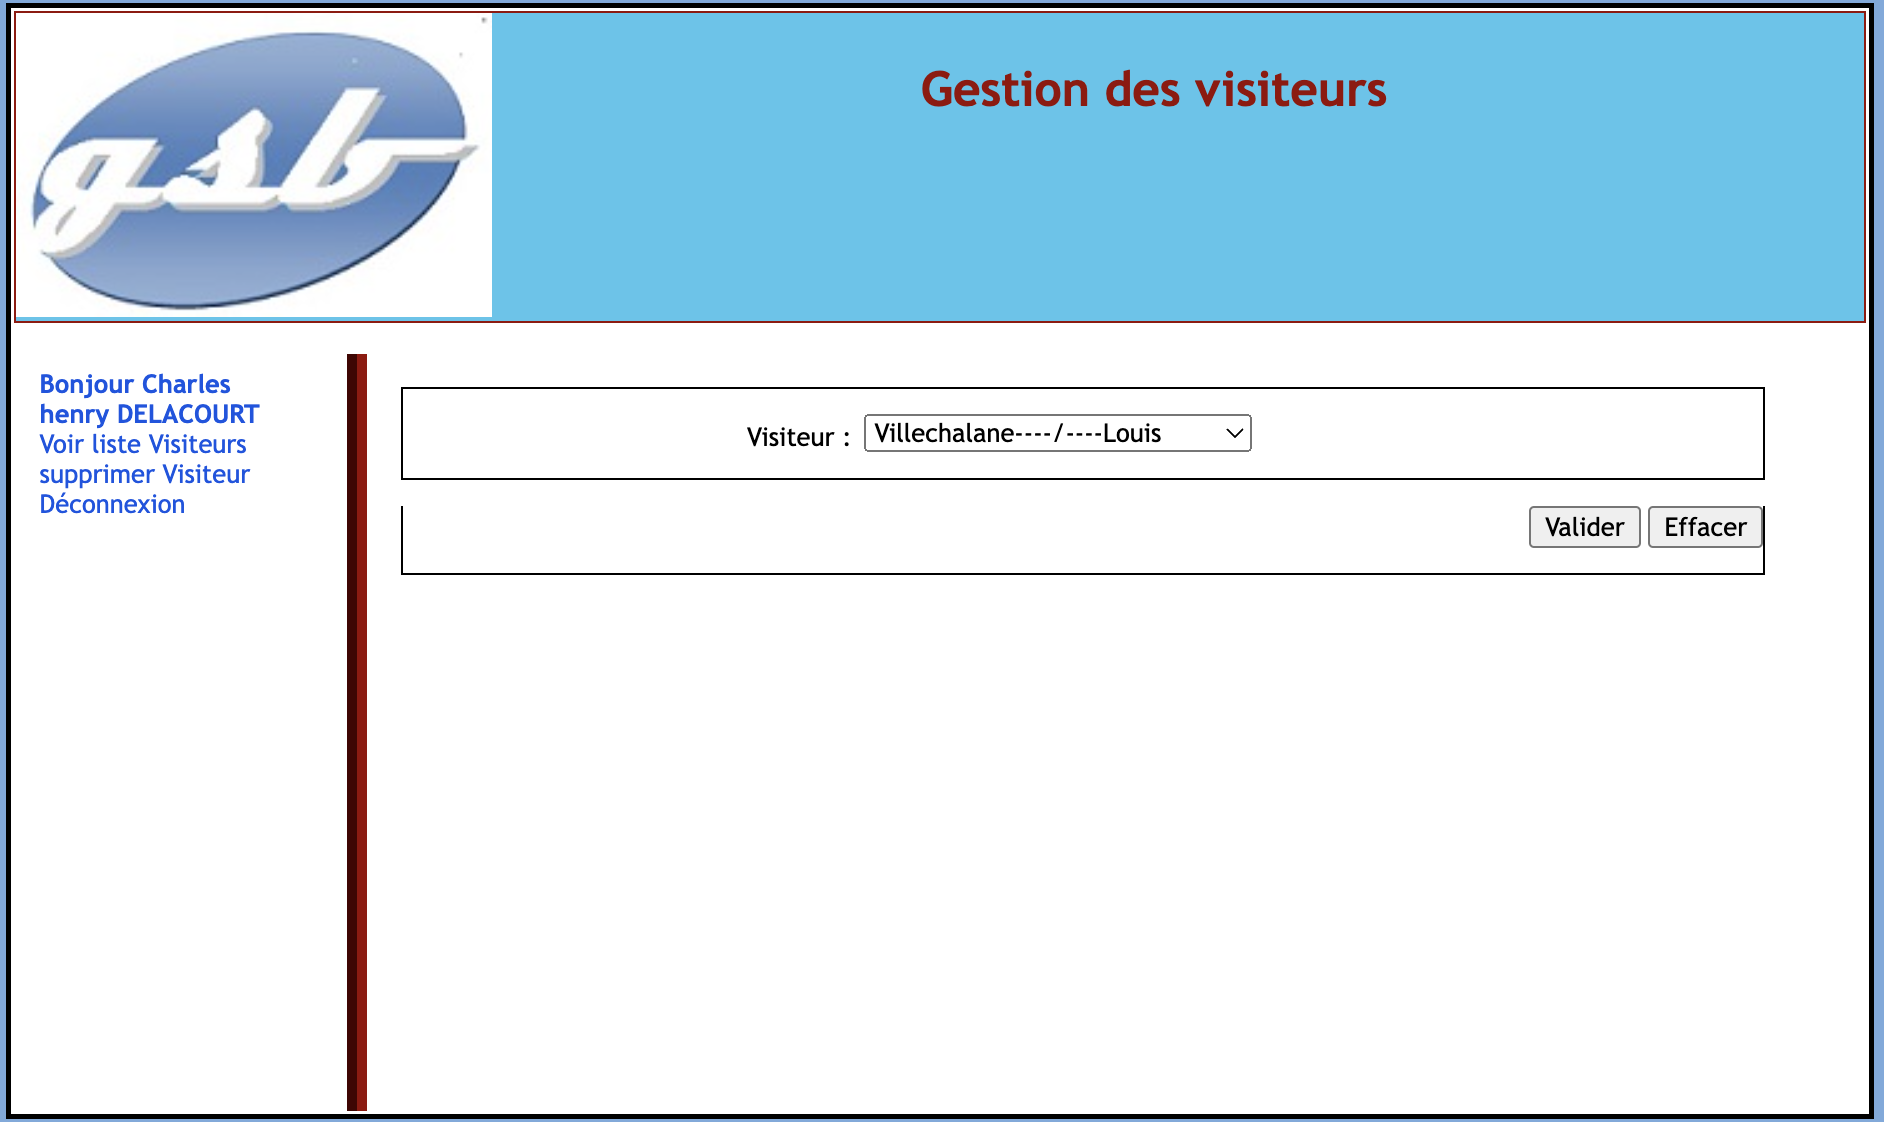 gsb
Gestion des visiteurs
Bonjour Charles
henry DELACOURT
Voir liste Visiteurs
supprimer Visiteur
Déconnexion
Visiteur : Villechalane----/----Louis
Valider Effacer